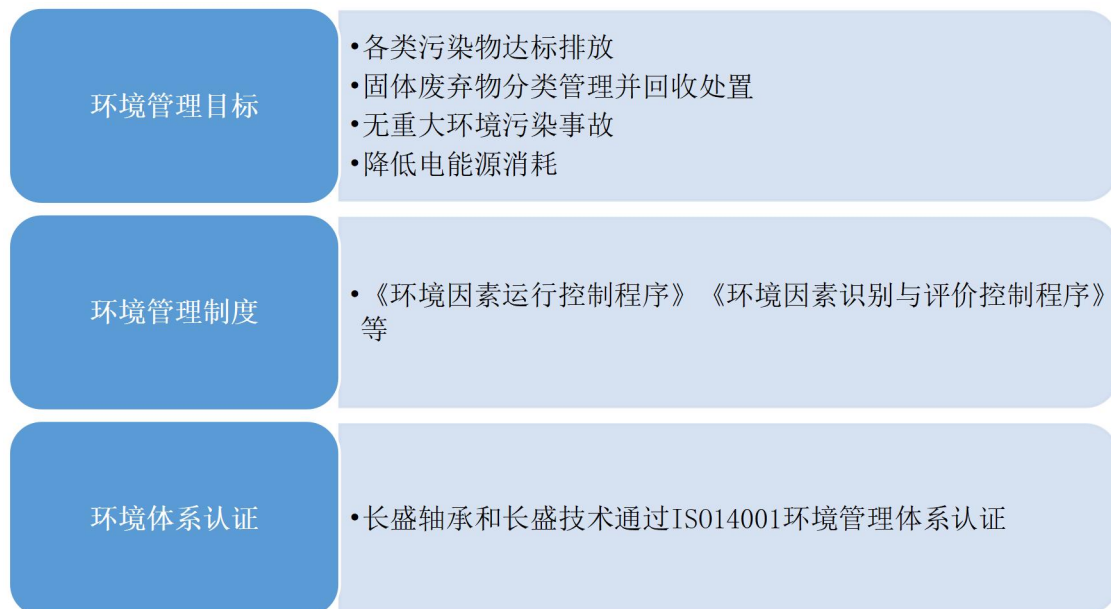 环境管理目标
•各类污染物达标排放
•固体废弃物分类管理并回收处置
•无重大环境污染事故
•降低电能源消耗
环境管理制度
•《环境因素运行控制程序》《环境因素识别与评价控制程序》
等
环境体系认证
•长盛轴承和长盛技术通过ISO14001环境管理体系认证